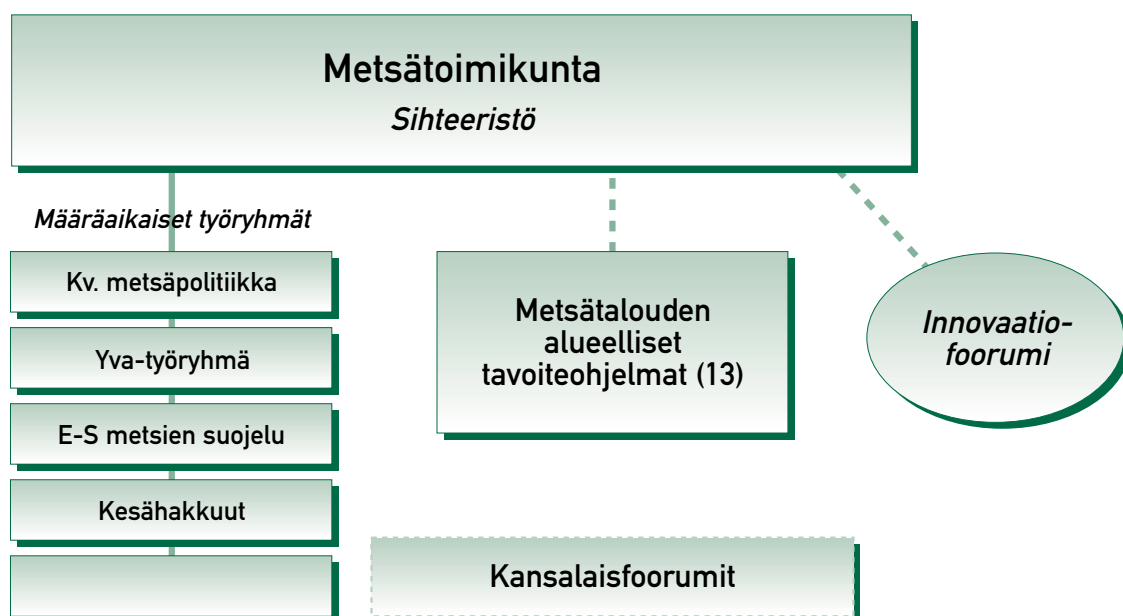 Metsätoimikunta
Sihteeristö
Määräaikaiset työryhmät
Kv. metsäpolitiikka
Yva-työryhmä
E-S metsien suojelu
Kesähakkuut
Metsätalouden
alueelliset
tavoiteohjelmat (13)
Innovaatio-
foorumi
Kansalaisfoorumit